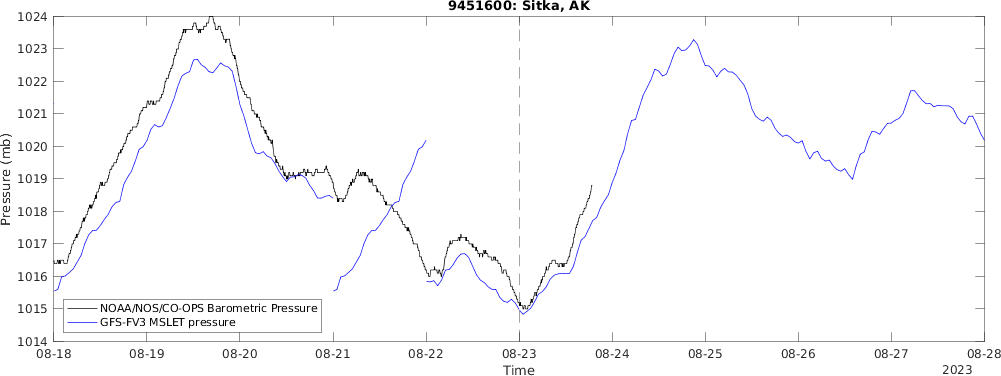 9451600: Sitka, AK
1024
1023
1022
1021
1020
1019
1018
1017
1016
1015
1014
Pressure (mb)
NOAA/NOS/CO-OPS Barometric Pressure
GFS-FV3 MSLET pressure
08-18 08-19 08-20 08-21 08-22 08-23 08-24 08-25 08-26 08-27 08-28
Time
2023